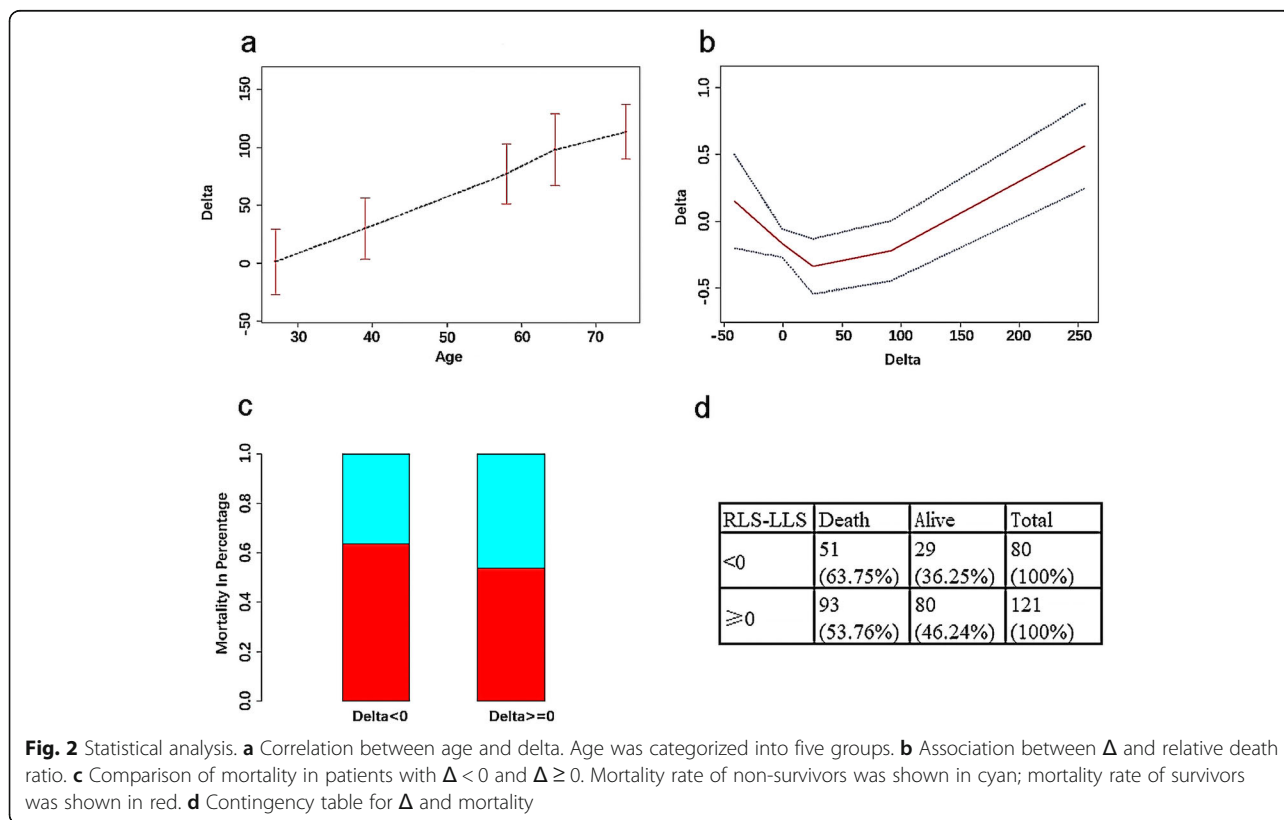 a
150
100
50
0
-50
Delta
30
40
50
60
70
Age
b
1.0
0.5
0.0
-0.5
Delta
-50
0
50
100
150
200
250
Delta
c
1.0
0.8
0.6
0.4
0.2
0.0
Mortality In Percentage
Delta<0
Delta>=0
d
RLS-LLS Death Alive Total
<0 51 29 80
(63.75%) (36.25%) (100%)
⩾0 93 80 121
(53.76%) (46.24%) (100%)
Fig. 2 Statistical analysis. a Correlation between age and delta. Age was categorized into five groups. b Association between Δ and relative death
ratio. c Comparison of mortality in patients with Δ < 0 and Δ ≥ 0. Mortality rate of non-survivors was shown in cyan; mortality rate of survivors
was shown in red. d Contingency table for Δ and mortality